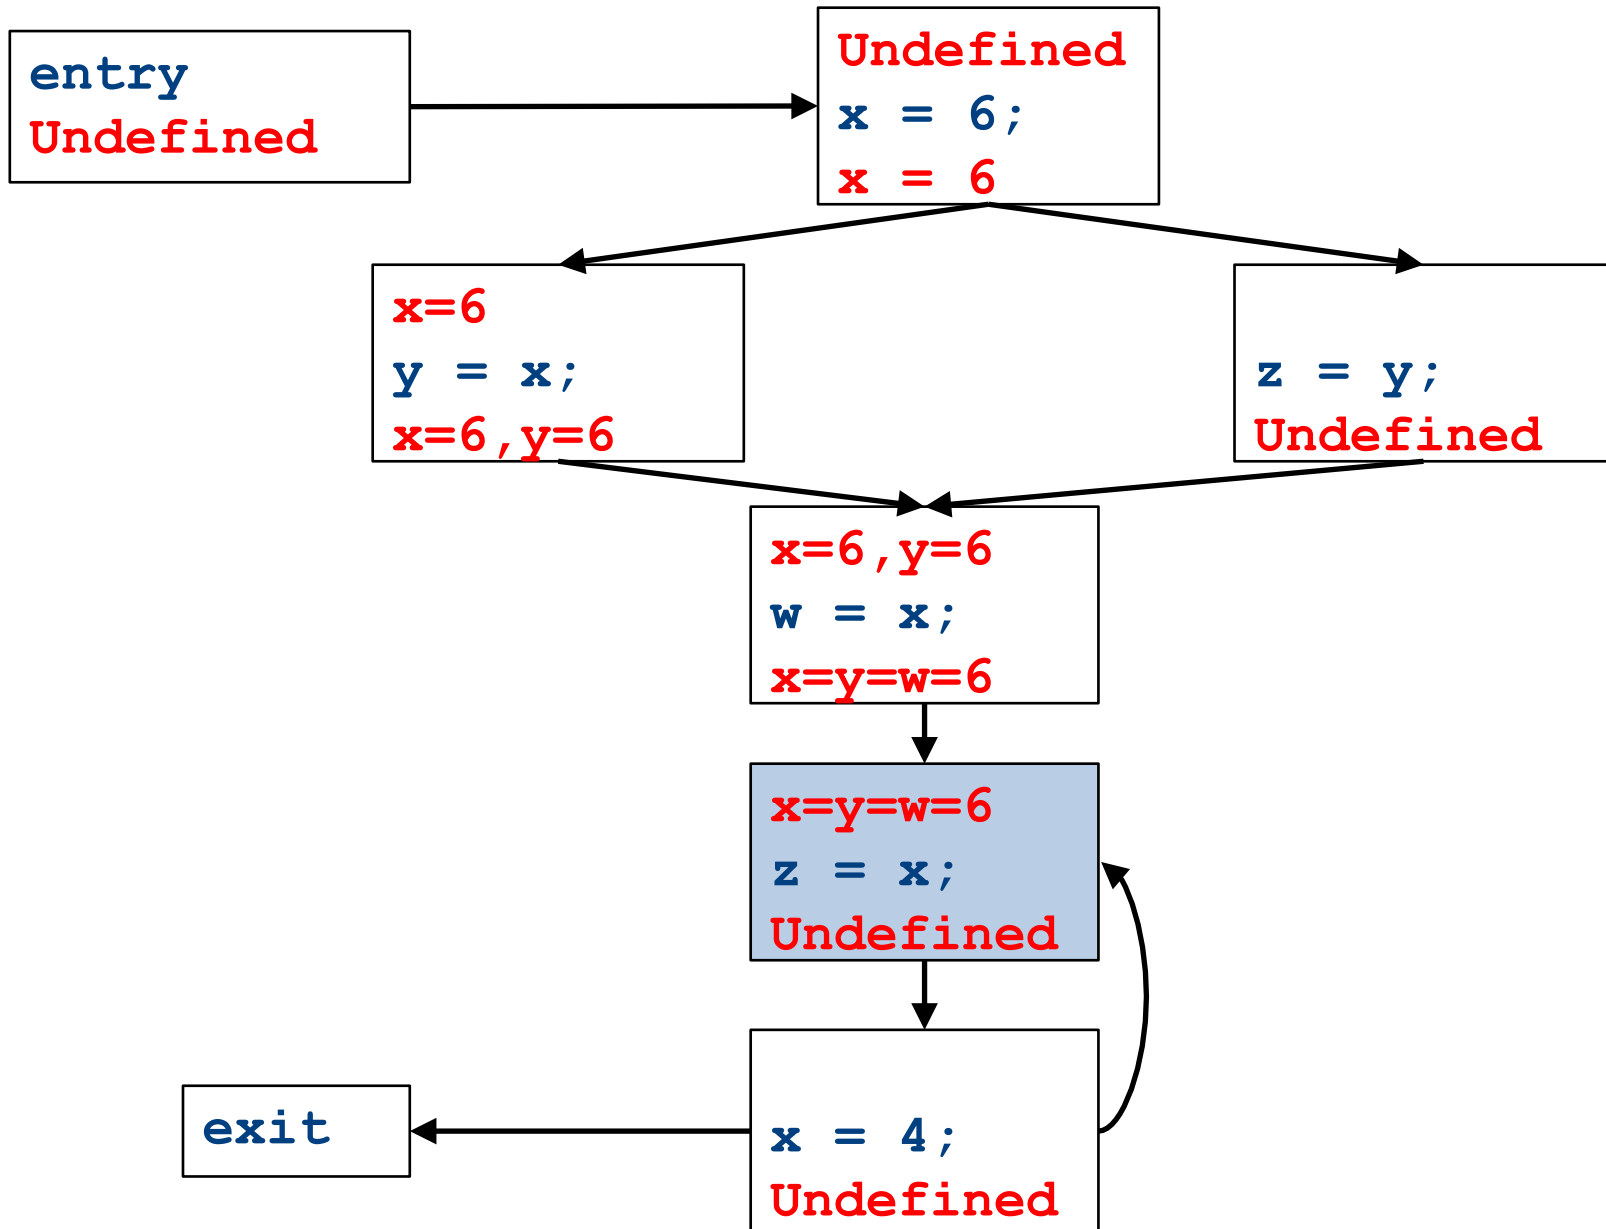 entry
Undefined
Undefined
x = 6;
x = 6
x=6
y = x;
x=6,y=6
z = y;
Undefined
x=6,y=6
w = x;
x=y=w=6
x=y=w=6
z = x;
Undefined
x = 4;
Undefined
exit